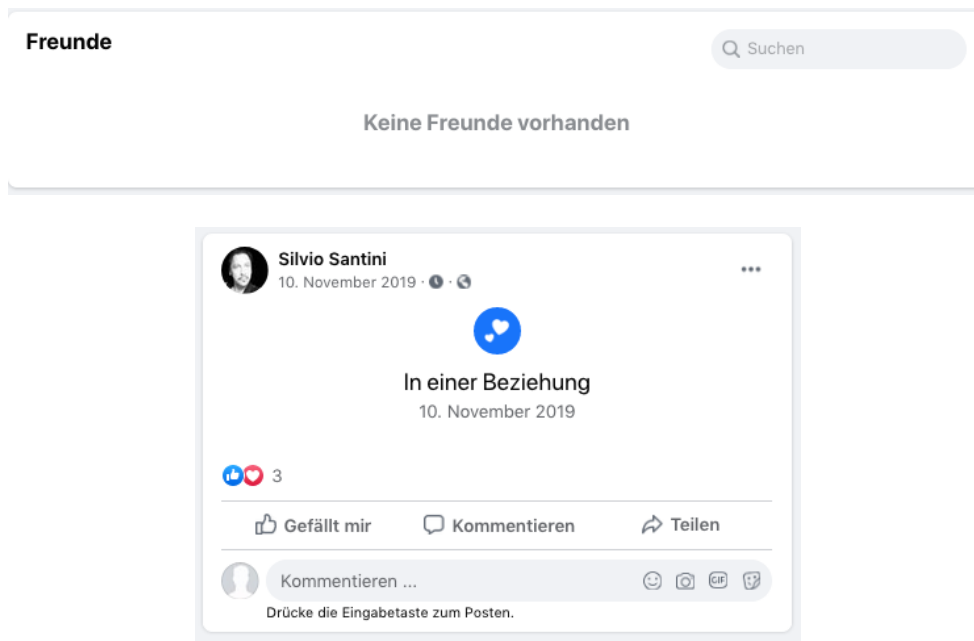 Freunde
Suchen
Keine Freunde vorhanden
Silvio Santini
10. November 2019 · ·
In einer Beziehung
10. November 2019
3
Gefällt mir Kommentieren Teilen
Kommentieren ...
GIF
Drücke die Eingabetaste zum Posten.